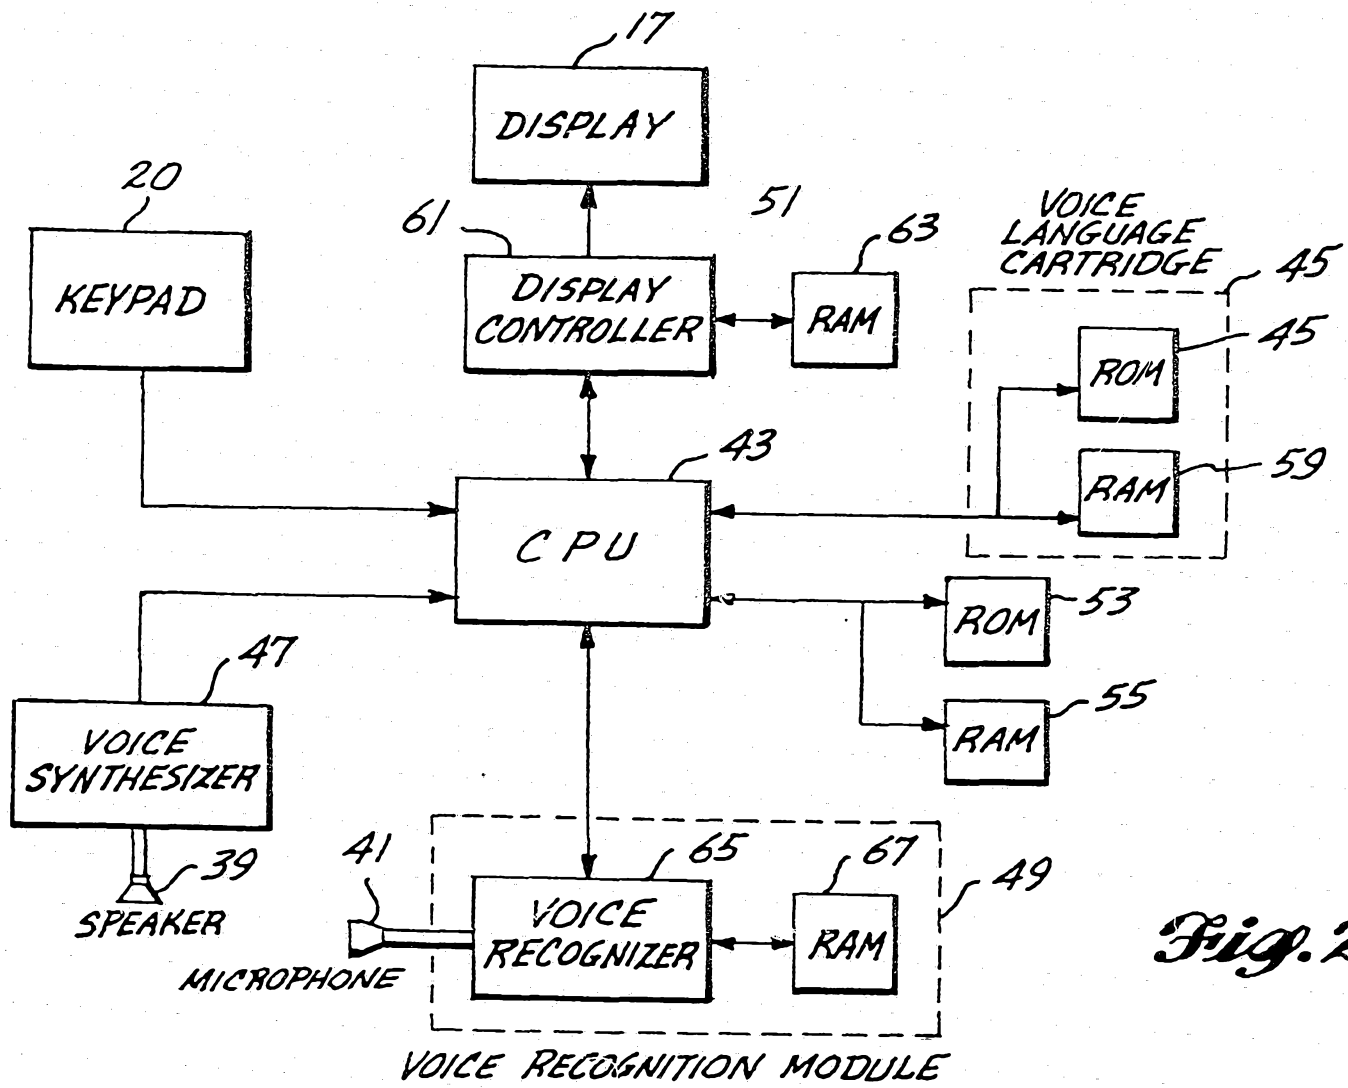 17
DISPLAY
20
KEYPAD
61
DISPLAY
CONTROLLER
51
63
RAM
VOICE
LANGUAGE
CARTRIDGE
45
ROM
45
RAM
59
43
CPU
ROM
53
RAM
55
47
VOICE
SYNTHESIZER
39
SPEAKER
41
MICROPHONE
65
VOICE
RECOGNIZER
67
RAM
49
VOICE RECOGNITION MODULE
Fig. 2